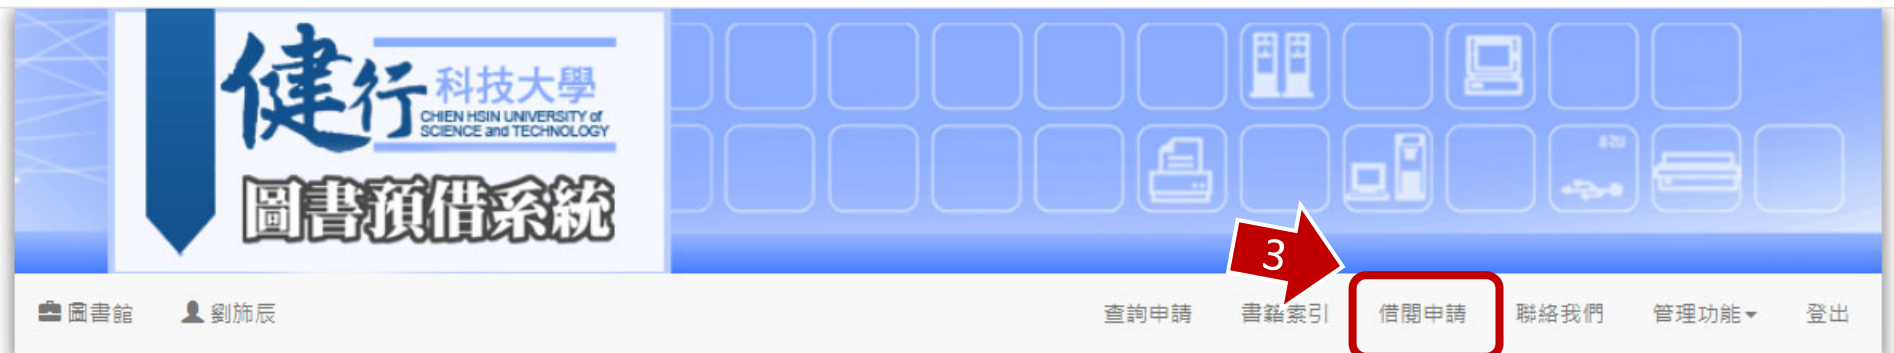 健行科技大學
CHIEN HSIN UNIVERSITY of
SCIENCE and TECHNOLOGY
圖書預借系統
3
圖書館 劉斾辰 查詢申請 書籍索引 借閱申請 聯絡我們 管理功能 登出